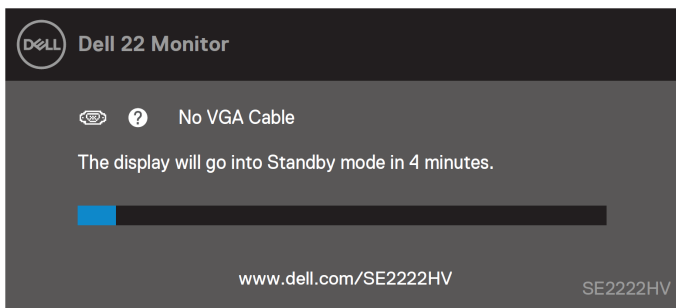 DELL Dell 22 Monitor
No VGA Cable
The display will go into Standby mode in 4 minutes.
www.dell.com/SE2222HV
SE2222HV